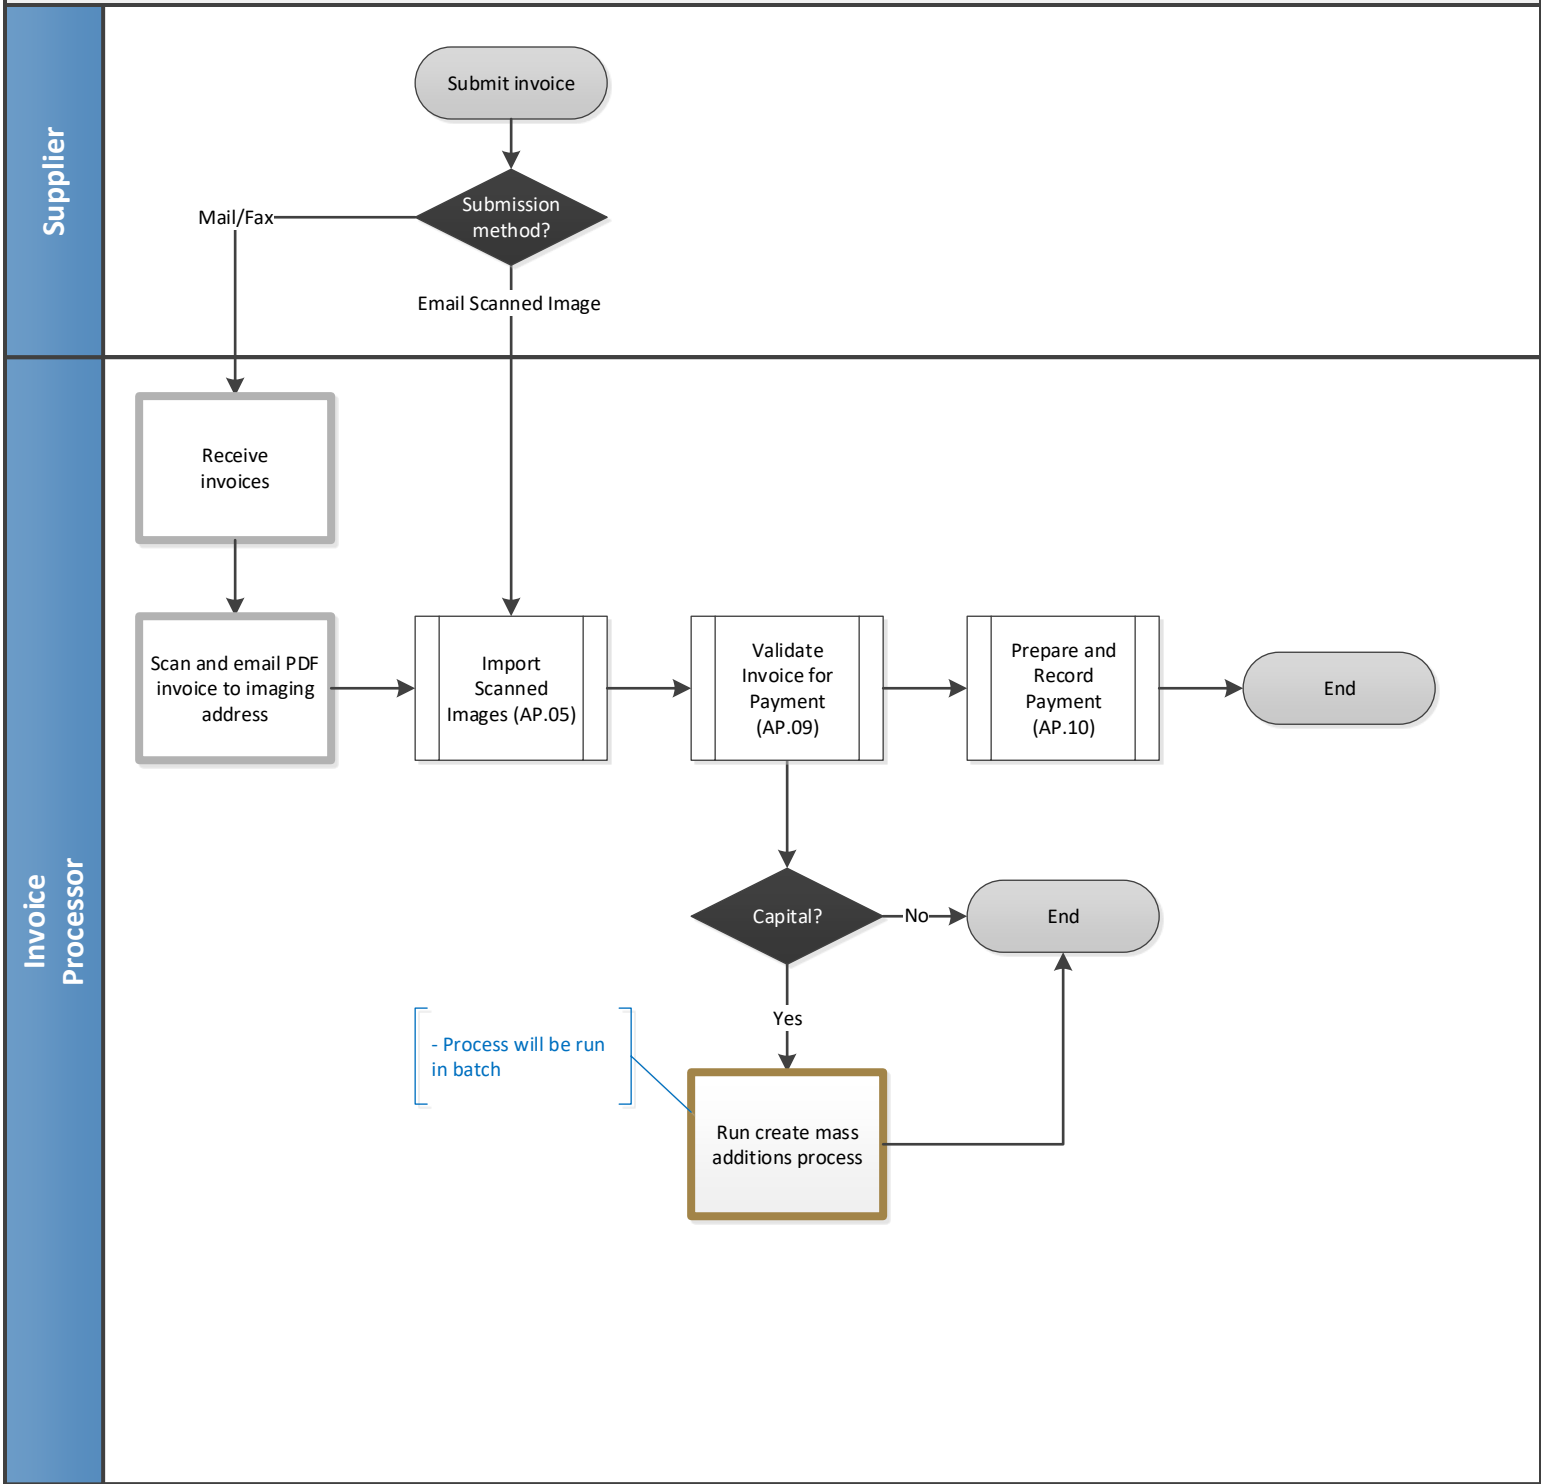 Supplier
Submit invoice
Submission
method?
Mail/Fax
Email Scanned Image
Invoice
Processor
Receive
invoices
Scan and email PDF
invoice to imaging
address
Import
Scanned
Images (AP.05)
Validate
Invoice for
Payment
(AP.09)
Prepare and
Record
Payment
(AP.10)
End
Capital?
No
End
Yes
- Process will be run
in batch
Run create mass
additions process